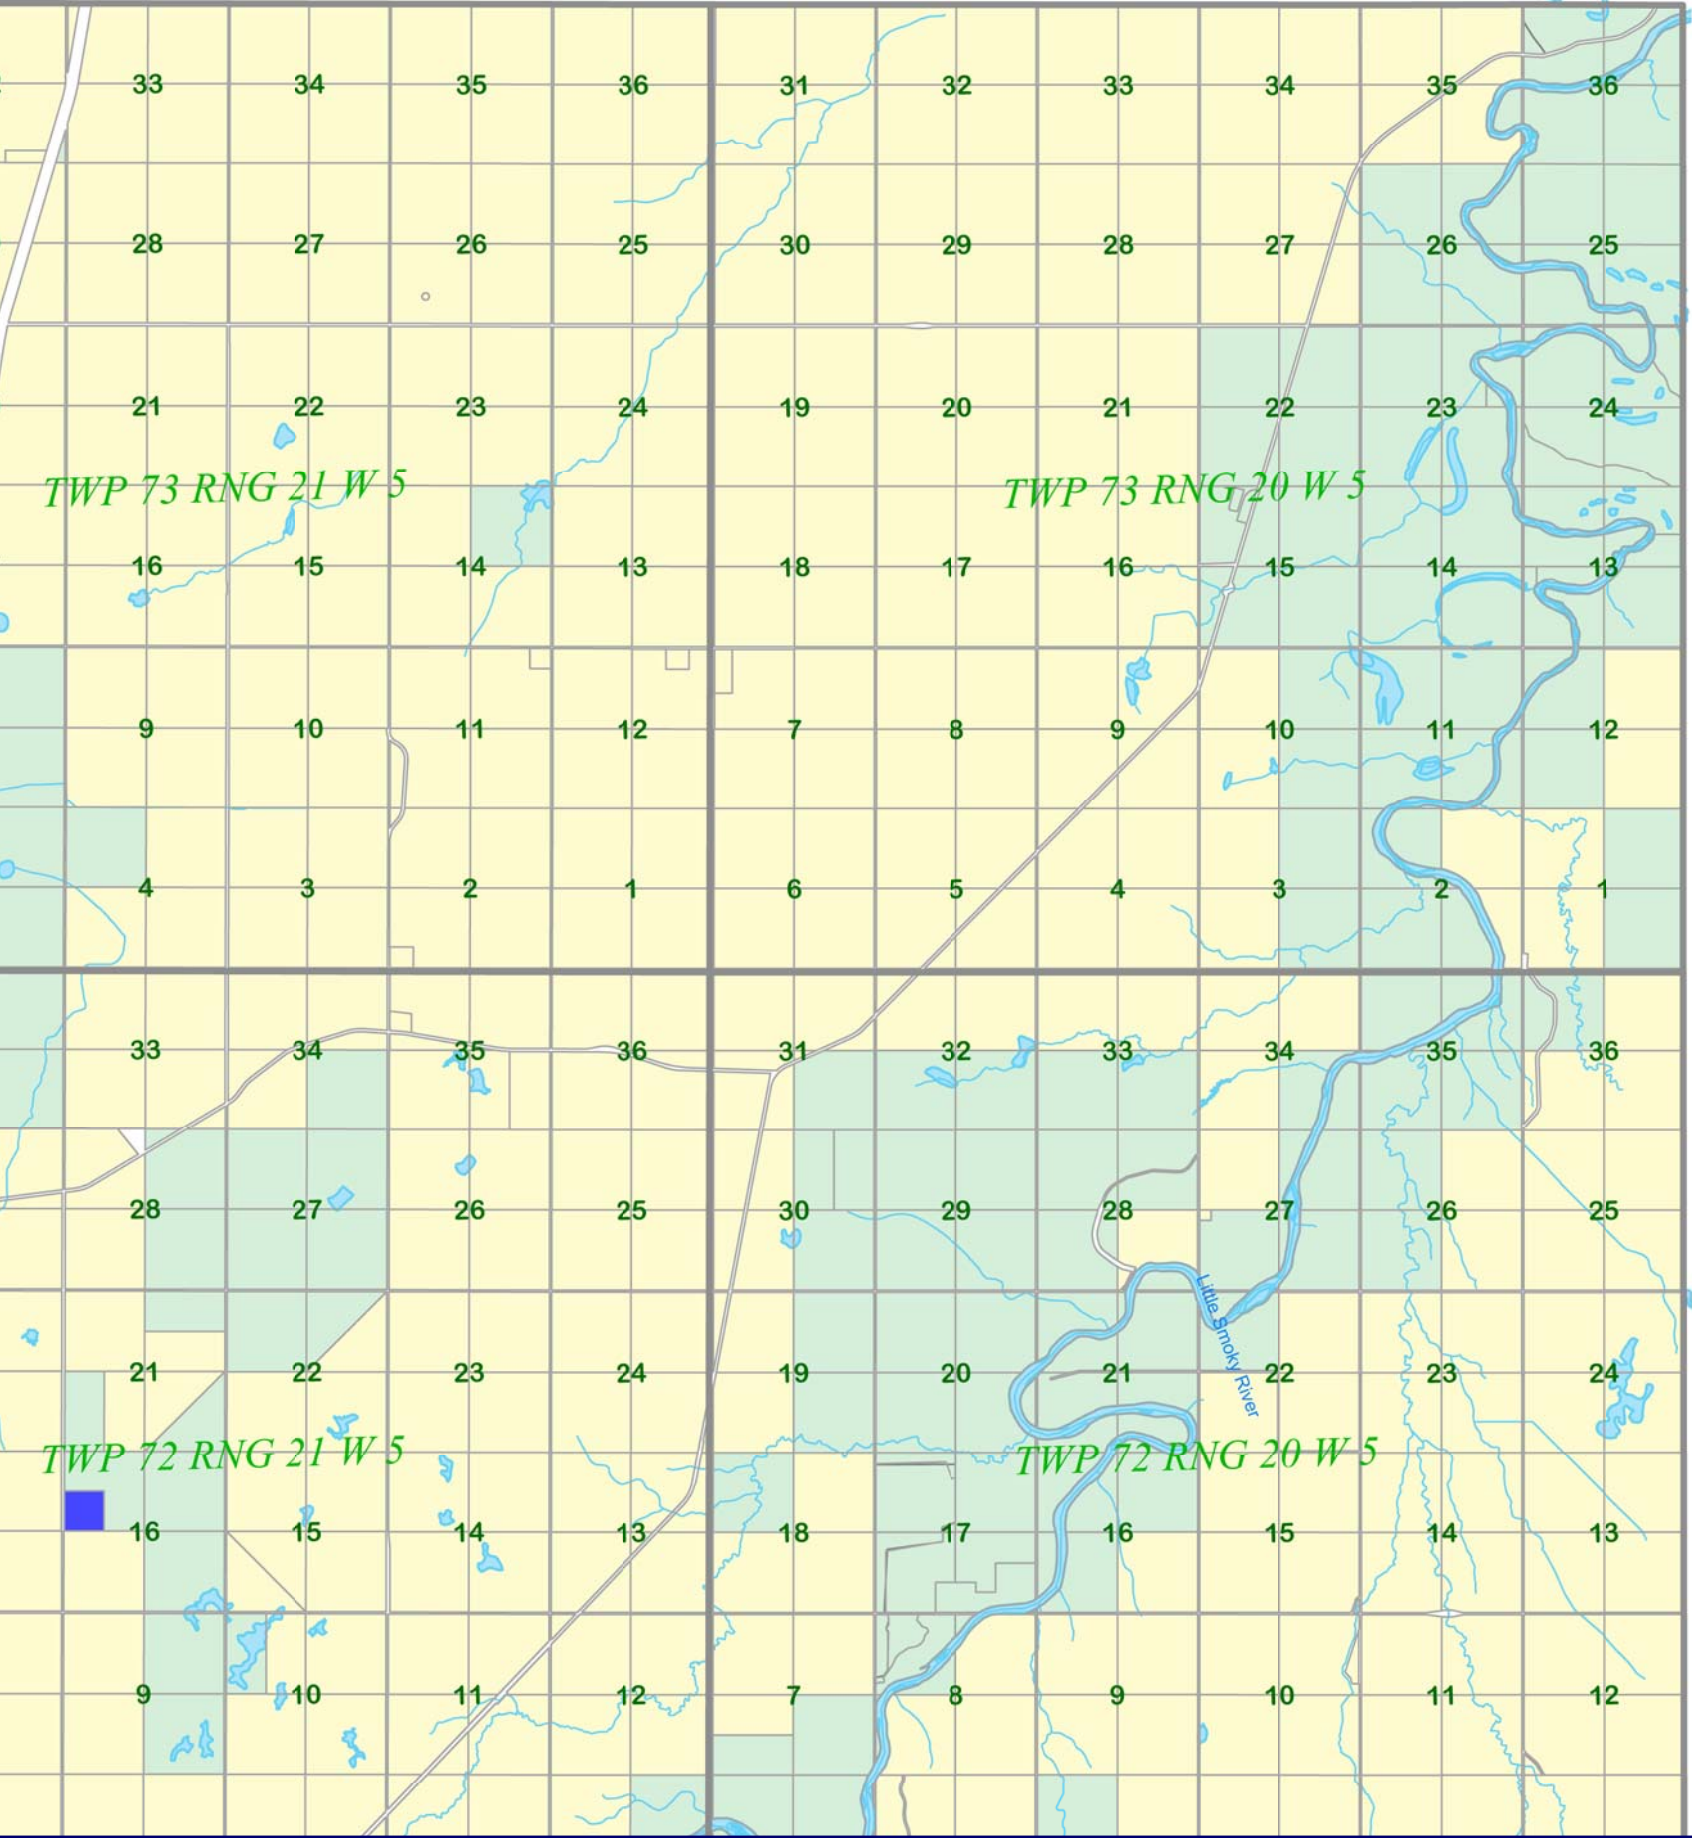 33 34 35 36 31 32 33 34 35 36
28 27 26 25 30 29 28 27 26 25
21 22 23 24 19 20 21 22 23 24
TWP 73 RNG 21 W 5 TWP 73 RNG 20 W 5
16 15 14 13 18 17 16 15 14 13
9 10 11 12 7 8 9 10 11 12
4 3 2 1 6 5 4 3 2 1
33 34 35 36 31 32 33 34 35 36
28 27 26 25 30 29 28 27 26 25
Little Smoky River
21 22 23 24 19 20 21 22 23 24
TWP 72 RNG 21 W 5 TWP 72 RNG 20 W 5
16 15 14 13 18 17 16 15 14 13
9 10 11 12 7 8 9 10 11 12